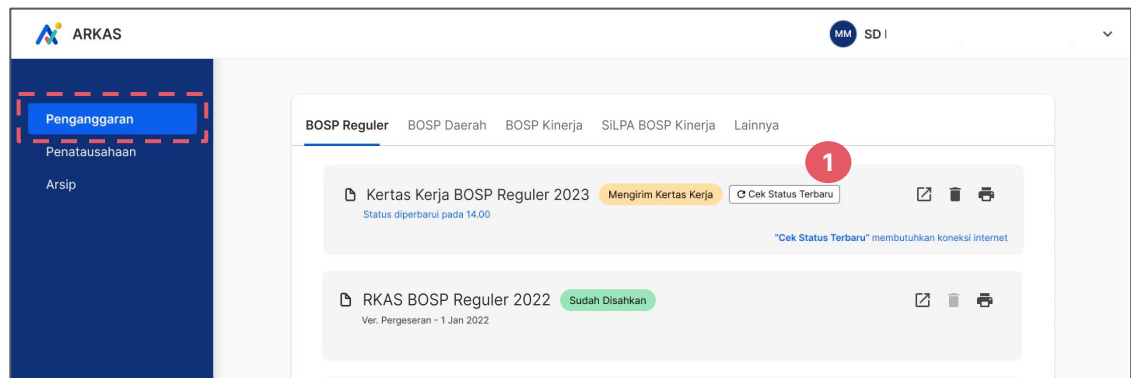 ARKAS
MM SD
Penganggaran
Penatausahaan
Arsip
BOSP Reguler BOSP Daerah BOSP Kinerja SiLPA BOSP Kinerja Lainnya
1
Kertas Kerja BOSP Reguler 2023 Mengirim Kertas Kerja Cek Status Terbaru
Status diperbarui pada 14.00
"Cek Status Terbaru" membutuhkan koneksi internet
RKAS BOSP Reguler 2022 Sudah Disahkan
Ver. Pergeseran - 1 Jan 2022